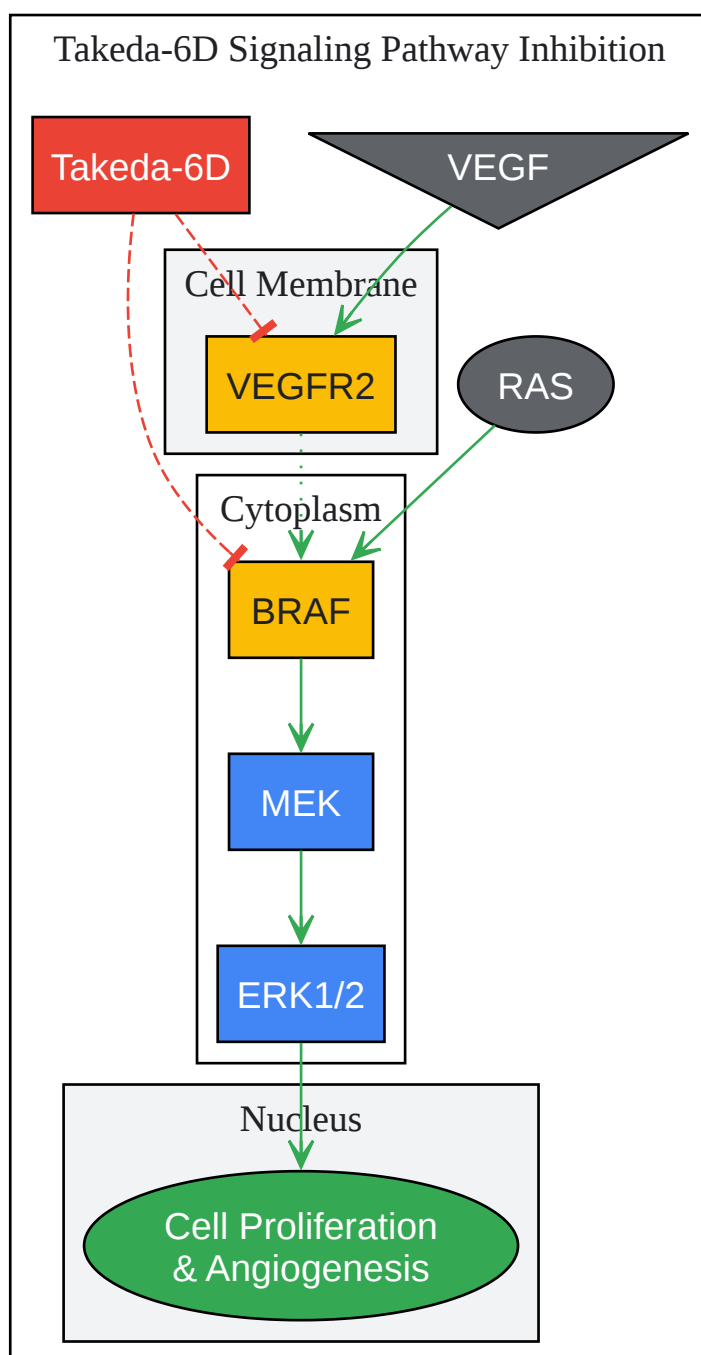 Takeda-6D Signaling Pathway Inhibition
Takeda-6D
VEGF
Cell Membrane
VEGFR2
RAS
Cytoplasm
BRAF
MEK
ERK1/2
Nucleus
Cell Proliferation
& Angiogenesis